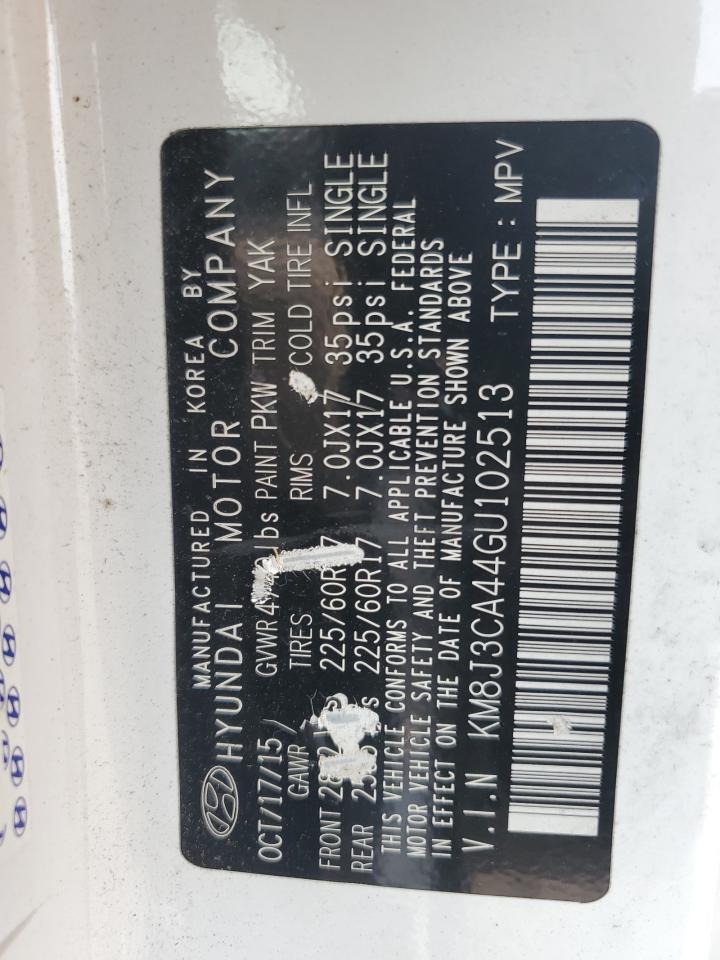 MANUFACTURED IN KOREA BY
HYUNDAI MOTOR COMPANY
OCT/17/15 GVWR lbs PAINT PKW TRIM YAK
GAWR TIRES RIMS COLD TIRE INFL
FRONT 225/60R17 7.0JX17 35psi SINGLE
REAR 225/60R17 7.0JX17 35psi SINGLE
THIS VEHICLE CONFORMS TO ALL APPLICABLE U.S.A. FEDERAL
MOTOR VEHICLE SAFETY AND THEFT PREVENTION STANDARDS
IN EFFECT ON THE DATE OF MANUFACTURE SHOWN ABOVE
V.I.N KM8J3CA44GU102513 TYPE : MPV